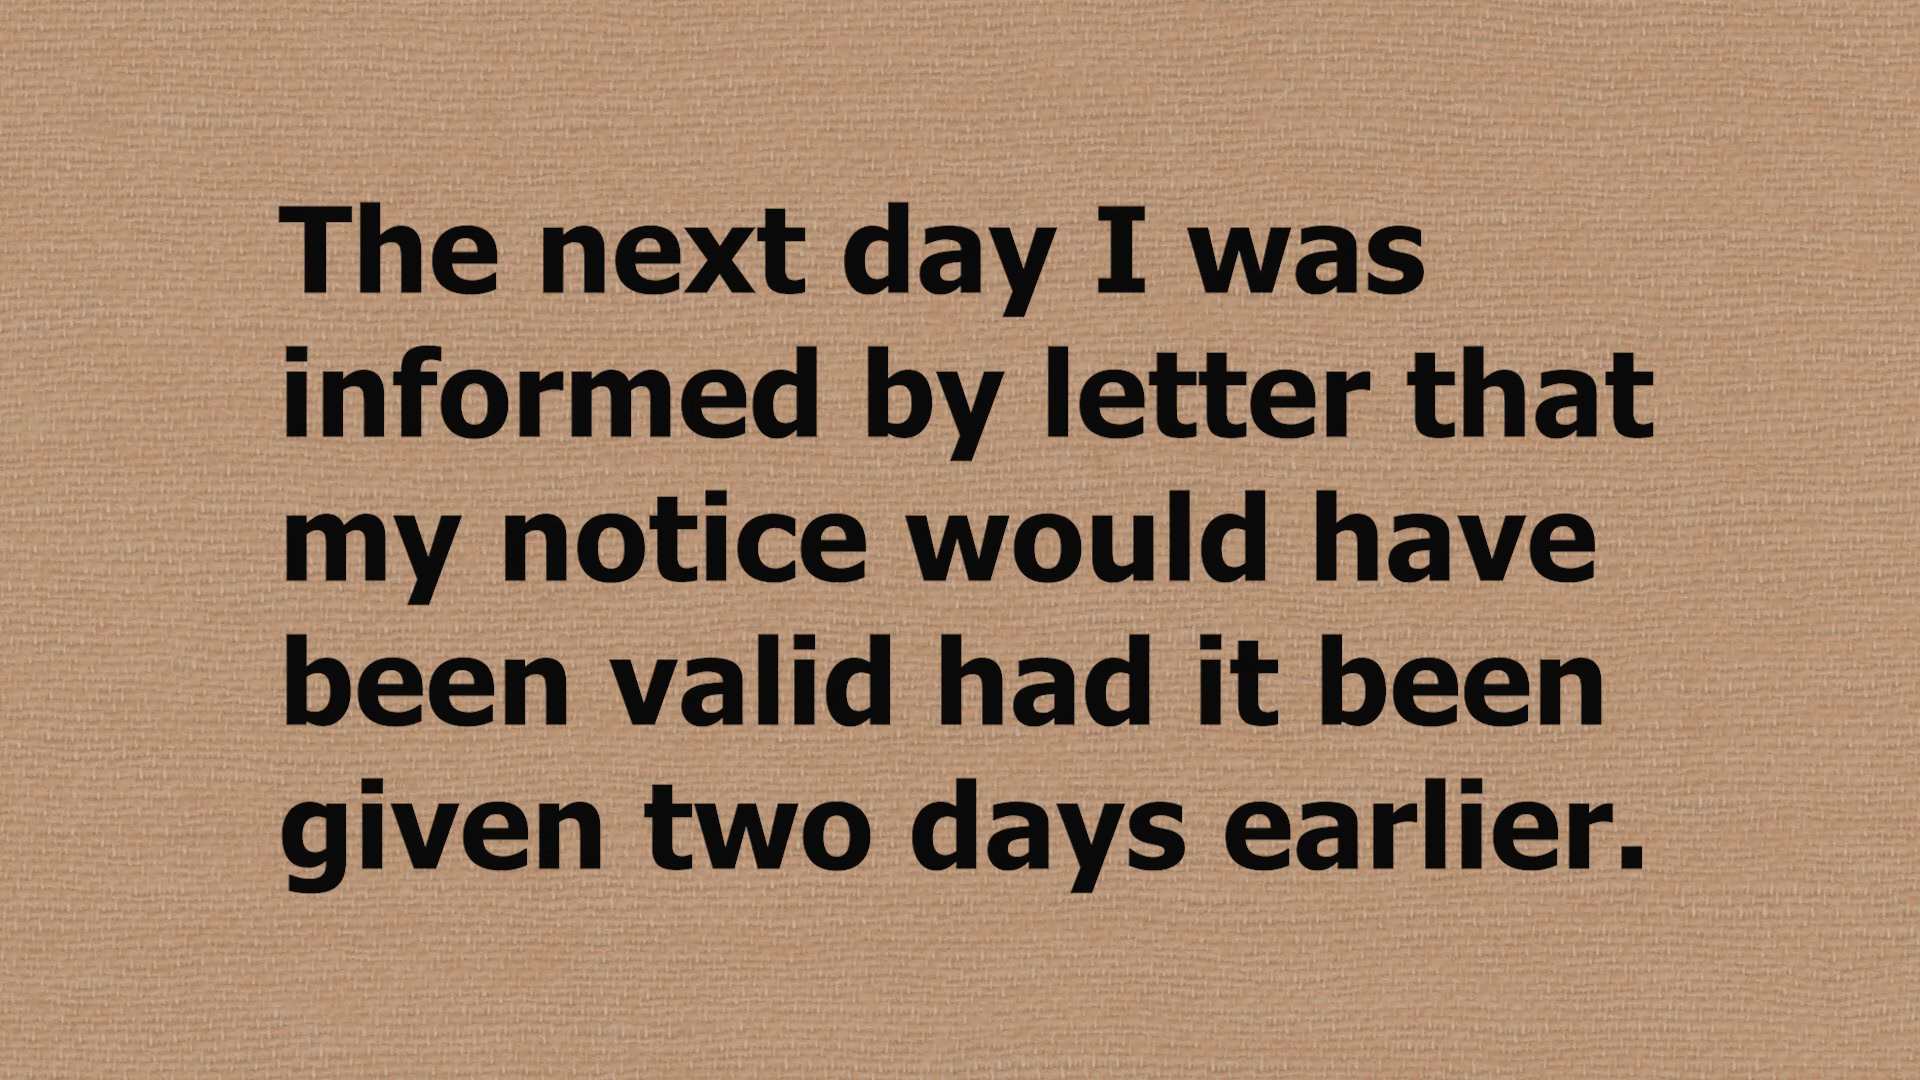 The next day I was
informed by letter that
my notice would have
been valid had it been
given two days earlier.